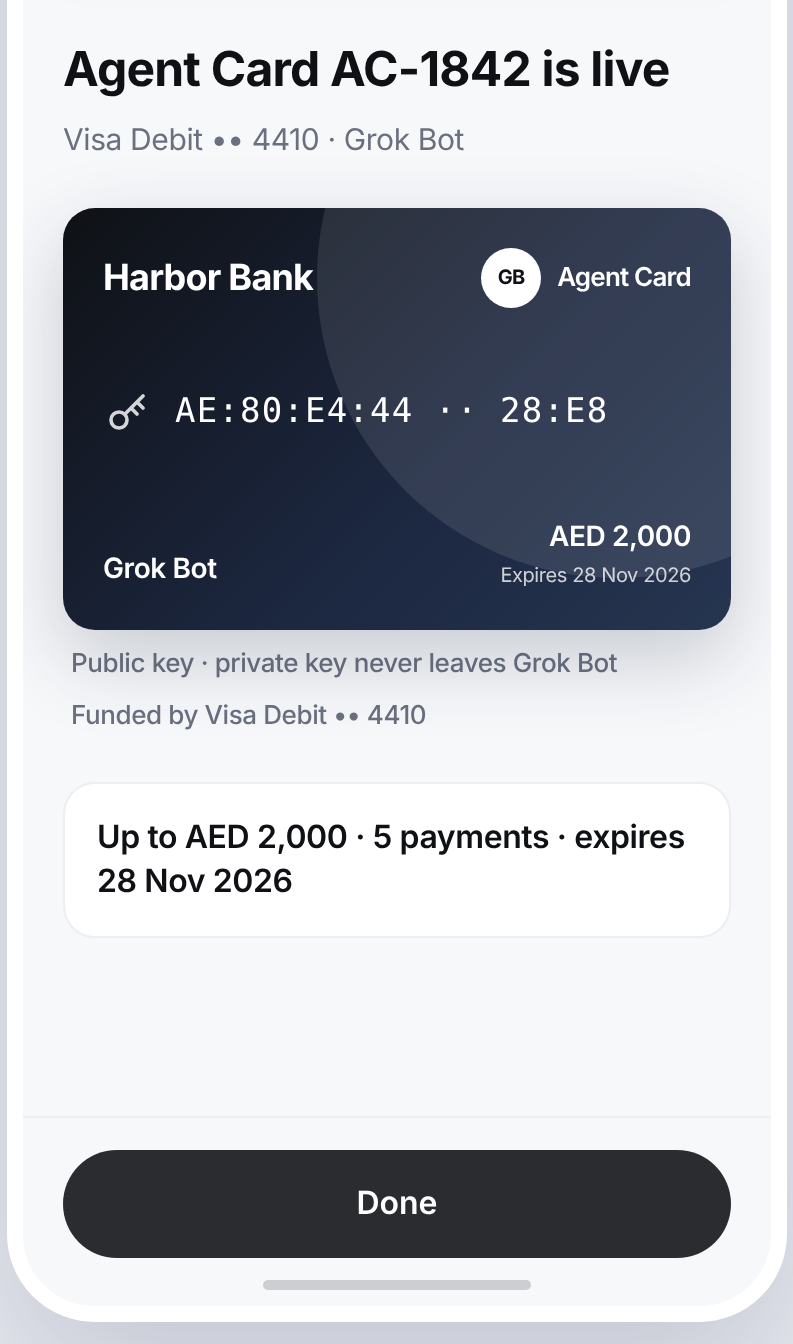 Agent Card AC-1842 is live
Visa Debit •• 4410 · Grok Bot
Harbor Bank
GB Agent Card
AE:80:E4:44 ·· 28:E8
AED 2,000
Grok Bot
Expires 28 Nov 2026
Public key · private key never leaves Grok Bot
Funded by Visa Debit •• 4410
Up to AED 2,000 · 5 payments · expires
28 Nov 2026
Done